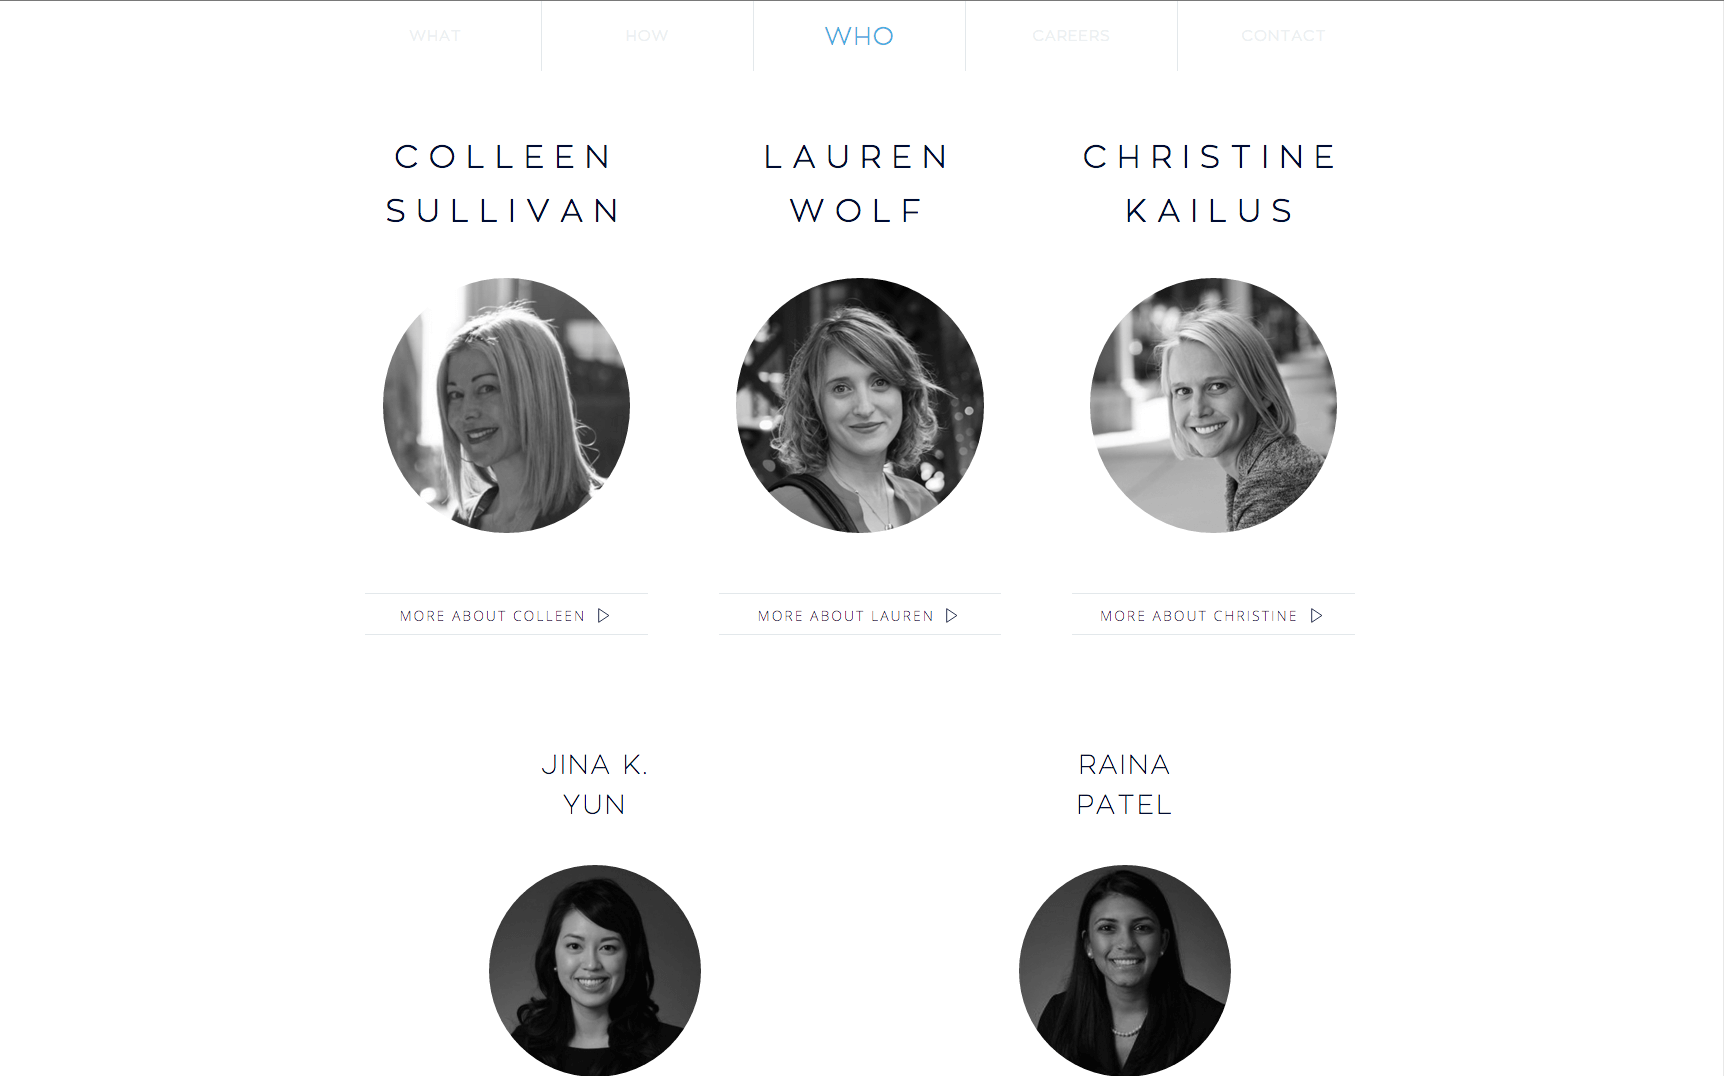 WHAT
HOW
WHO
CAREERS
CONTACT
COLLEEN
SULLIVAN
LAUREN
WOLF
CHRISTINE
KAILUS
MORE ABOUT COLLEEN
MORE ABOUT LAUREN
MORE ABOUT CHRISTINE
JINA K.
YUN
RAINA
PATEL